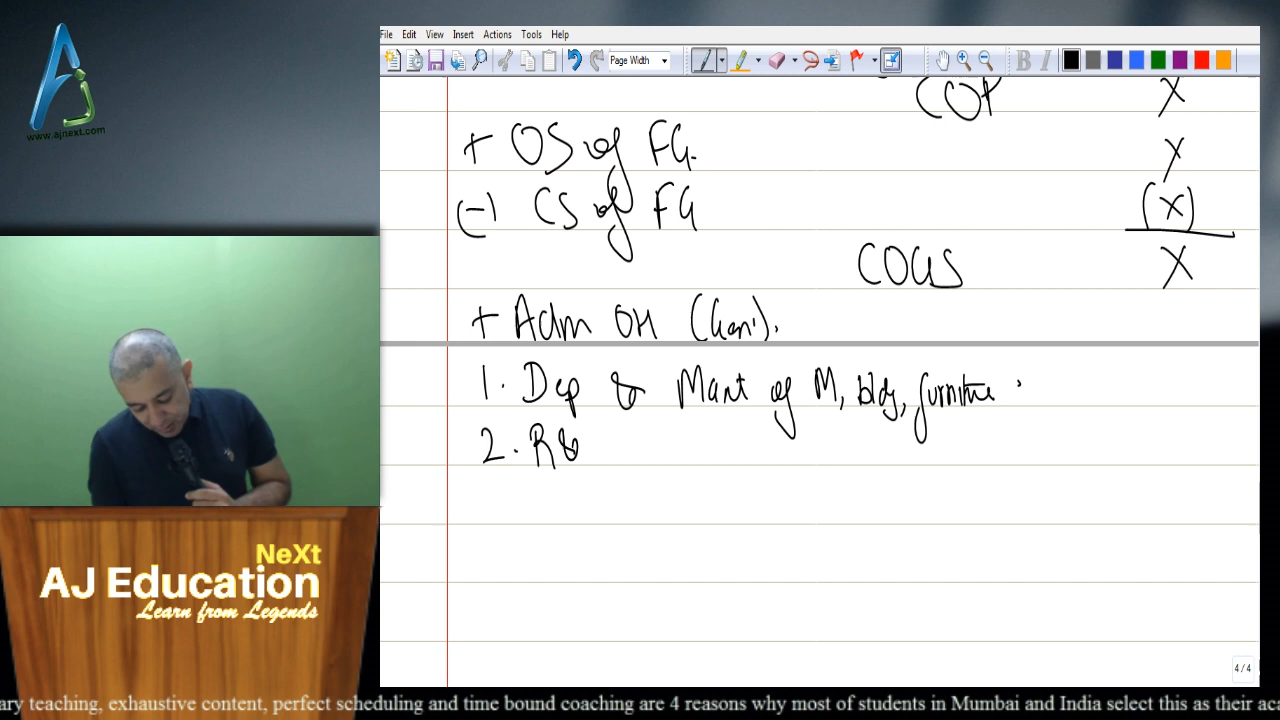 www.ajnext.com
File Edit View Insert Actions Tools Help
Page Width
COP X
+ OS of FG. X
(-) CS of FG (X)
COGS X
+ Adm OH (Genl).
1. Dep & Mant of M, bldg, furniture
2. R&
4/4
NeXt
AJ Education
Learn from Legends
ary teaching, exhaustive content, perfect scheduling and time bound coaching are 4 reasons why most of students in Mumbai and India select this as their aca